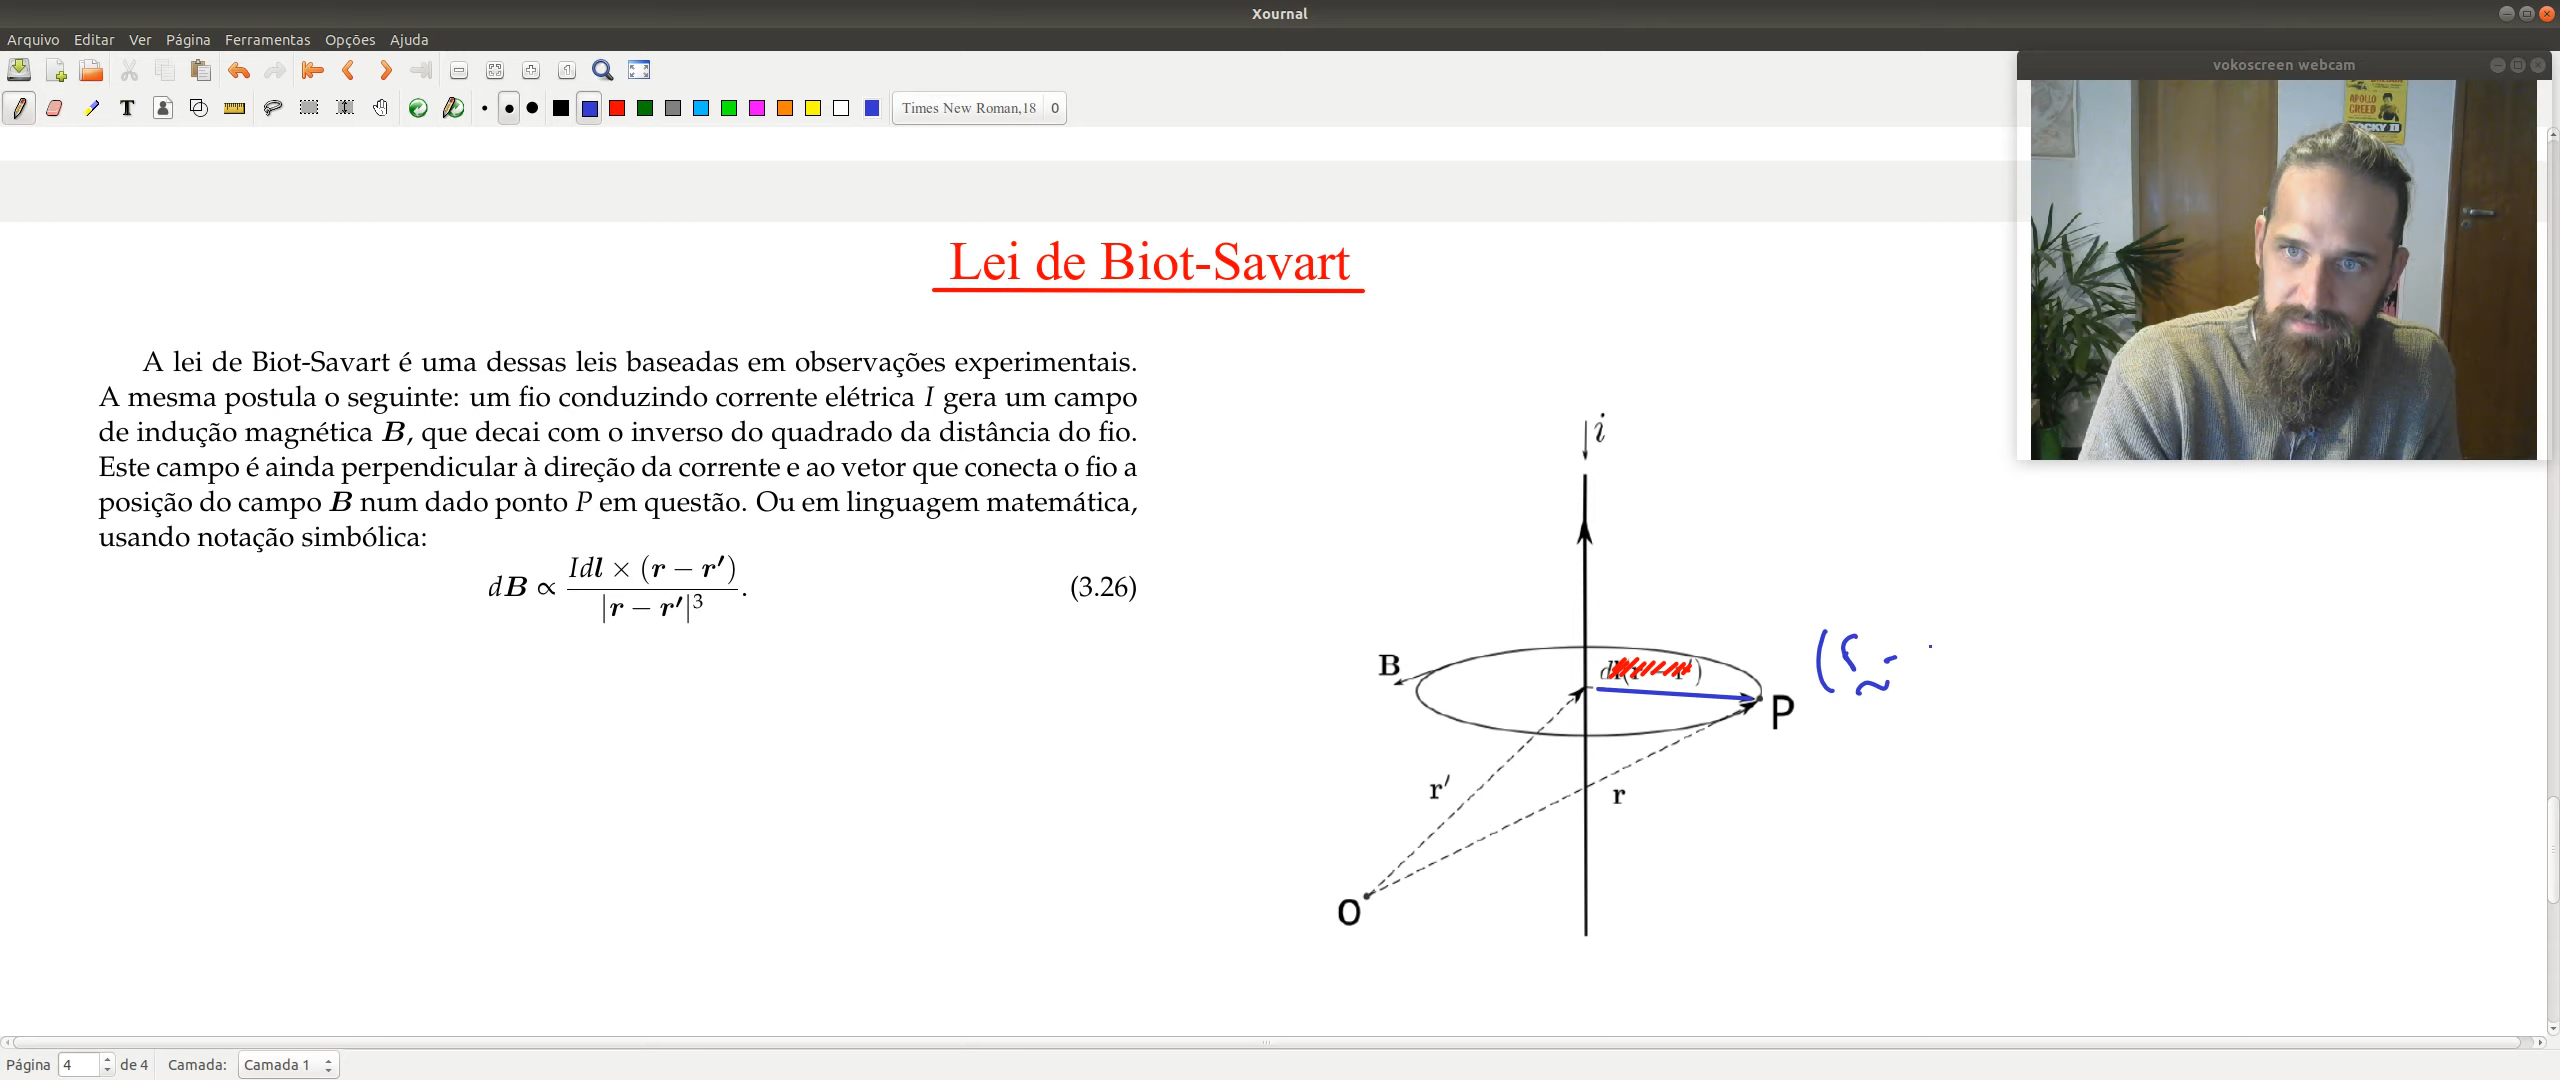 Xournal
Arquivo Editar Ver Página Ferramentas Opções Ajuda
vokoscreen webcam
T Times New Roman,18 0
APOLLO
CREED
ROCKY II
Lei de Biot-Savart
A lei de Biot-Savart é uma dessas leis baseadas em observações experimentais.
A mesma postula o seguinte: um fio conduzindo corrente elétrica I gera um campo
de indução magnética B, que decai com o inverso do quadrado da distância do fio.
Este campo é ainda perpendicular à direção da corrente e ao vetor que conecta o fio a
posição do campo B num dado ponto P em questão. Ou em linguagem matemática,
usando notação simbólica:
dB ∝ Idl × (r − r′) / |r − r′|³. (3.26)
i
B
(r -
P
r′
r
O
Página 4 de 4 Camada: Camada 1